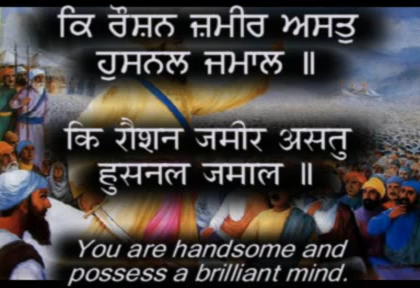 ਕਿ ਰੌਸ਼ਨ ਜ਼ਮੀਰ ਅਸਤੁ
ਹੁਸਨਲ ਜਮਾਲ ॥
कि रौशन जमीर असतु
हुसनल जमाल ॥
You are handsome and
possess a brilliant mind.